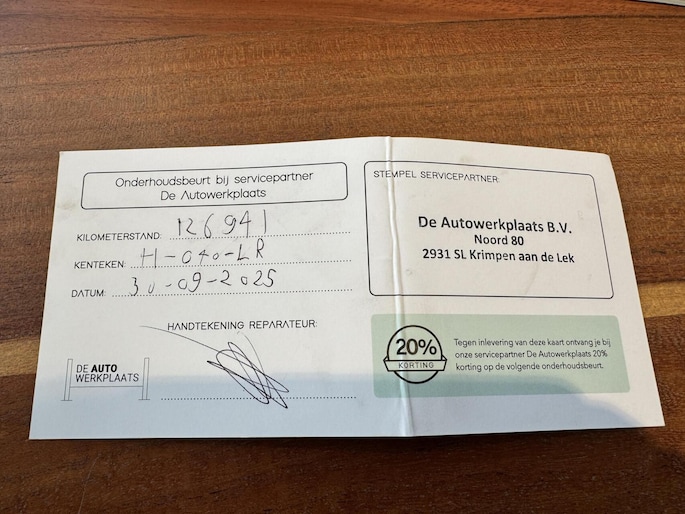 Onderhoudsbeurt bij servicepartner
De Autowerkplaats
KILOMETERSTAND: 126941
KENTEKEN: H-040-LR
DATUM: 30-09-2025
HANDTEKENING REPARATEUR:
DE AUTO
WERKPLAATS
STEMPEL SERVICEPARTNER:
De Autowerkplaats B.V.
Noord 80
2931 SL Krimpen aan de Lek
20%
KORTING
Tegen inlevering van deze kaart ontvang je bij
onze servicepartner De Autowerkplaats 20%
korting op de volgende onderhoudsbeurt.